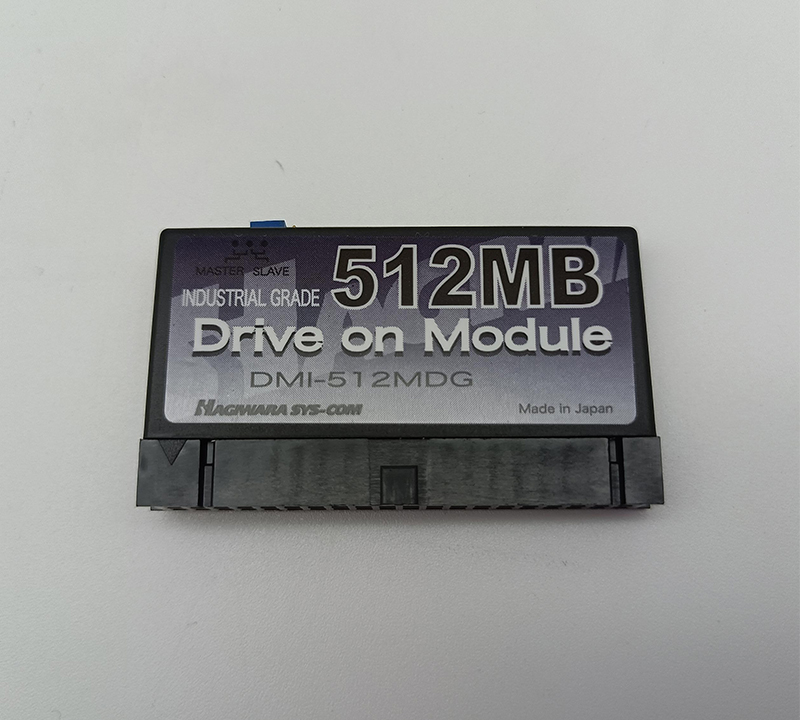 MASTER SLAVE
INDUSTRIAL GRADE 512MB
Drive on Module
DMI-512MDG
HAGIWARA SYS-COM Made in Japan